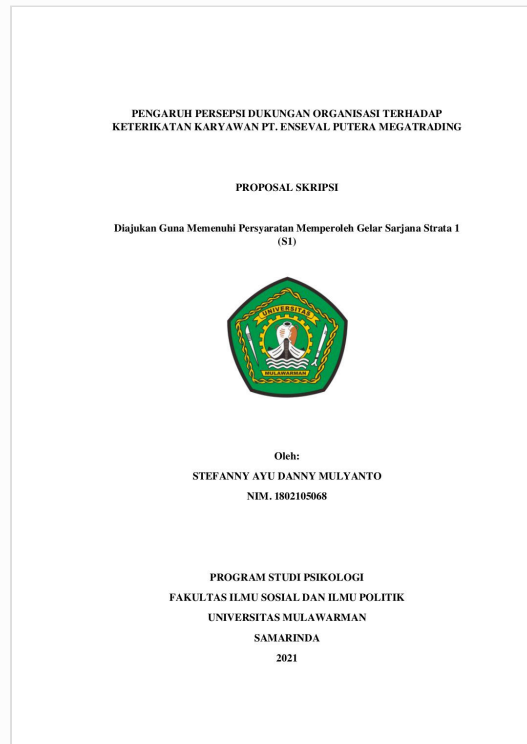 PENGARUH PERSEPSI DUKUNGAN ORGANISASI TERHADAP
KETERIKATAN KARYAWAN PT. ENSEVAL PUTERA MEGATRADING
PROPOSAL SKRIPSI
Diajukan Guna Memenuhi Persyaratan Memperoleh Gelar Sarjana Strata 1
(S1)
UNIVERSITAS
MULAWARMAN
Oleh:
STEFANNY AYU DANNY MULYANTO
NIM. 1802105068
PROGRAM STUDI PSIKOLOGI
FAKULTAS ILMU SOSIAL DAN ILMU POLITIK
UNIVERSITAS MULAWARMAN
SAMARINDA
2021